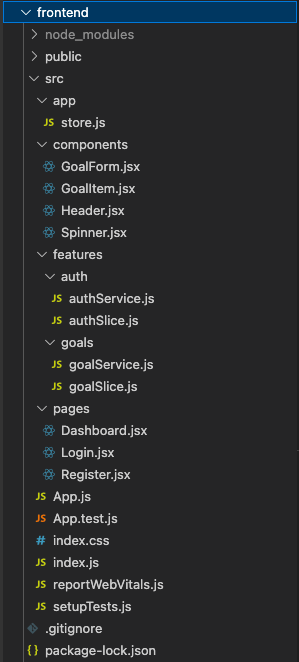 frontend
node_modules
public
src
app
JS store.js
components
GoalForm.jsx
GoalItem.jsx
Header.jsx
Spinner.jsx
features
auth
JS authService.js
JS authSlice.js
goals
JS goalService.js
JS goalSlice.js
pages
Dashboard.jsx
Login.jsx
Register.jsx
JS App.js
JS App.test.js
# index.css
JS index.js
JS reportWebVitals.js
JS setupTests.js
.gitignore
{ } package-lock.json